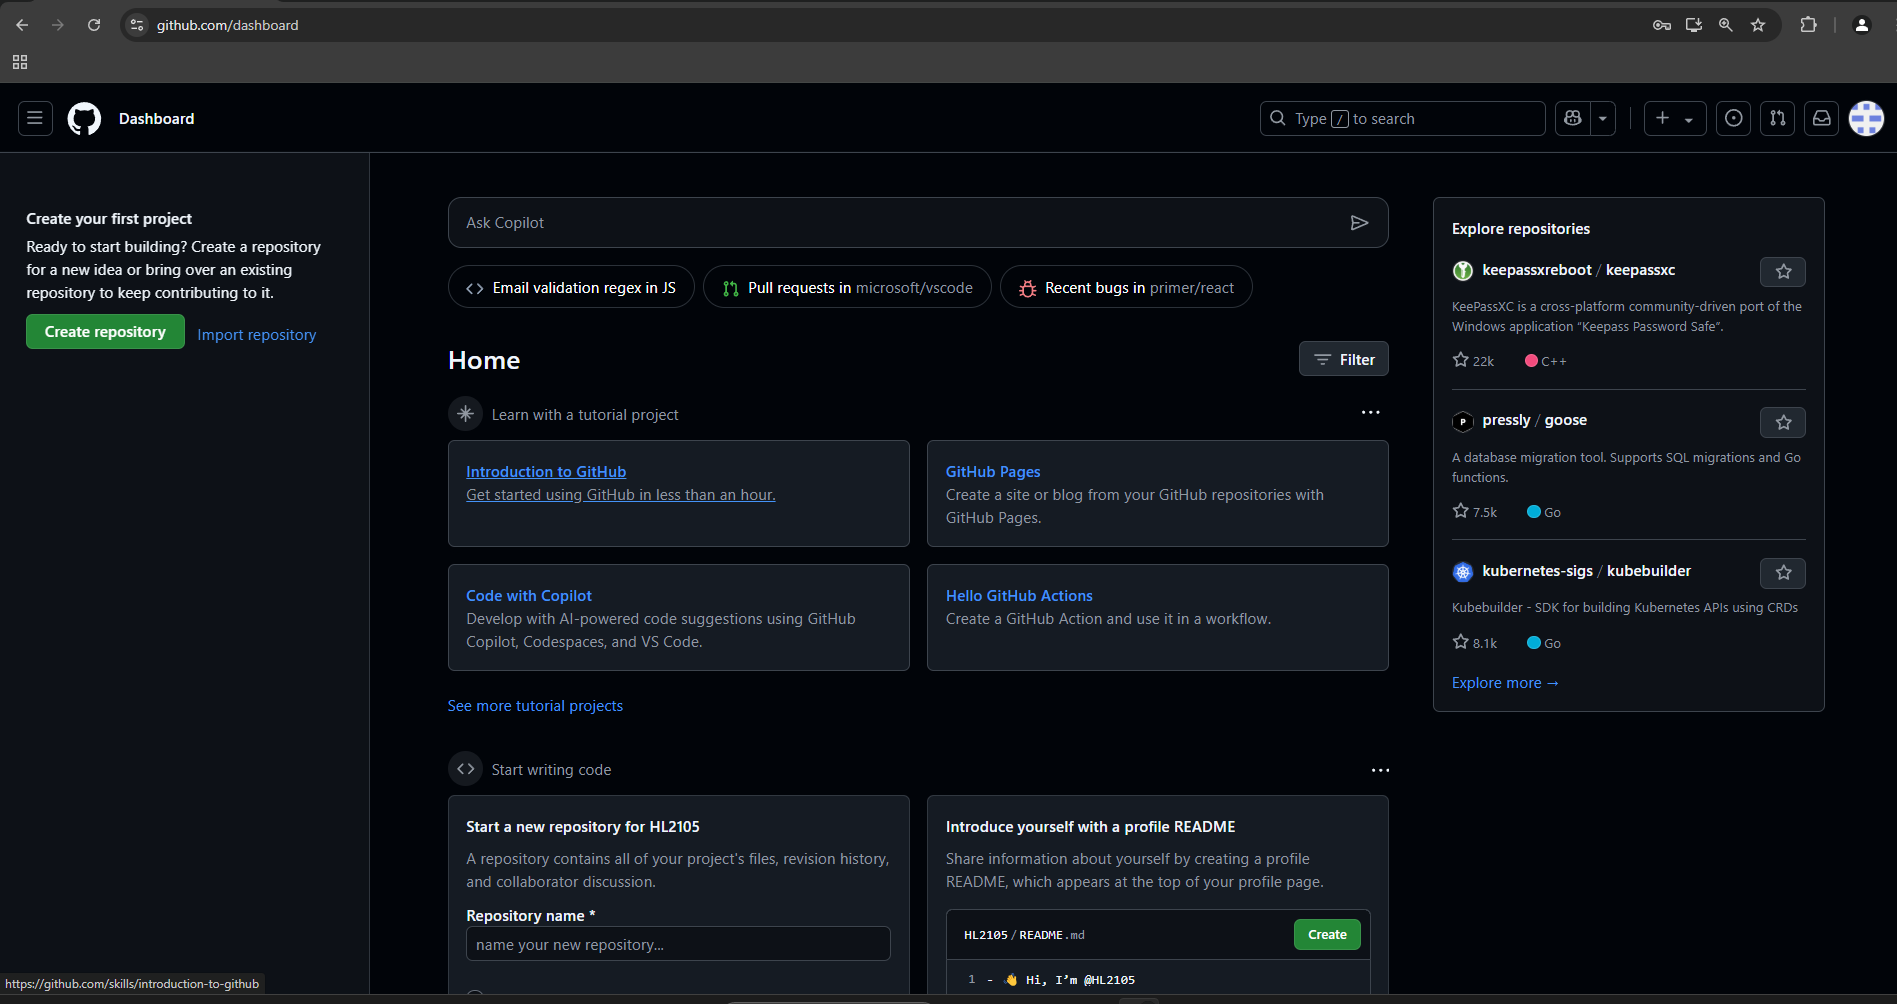 github.com/dashboard
Dashboard
Type / to search
Create your first project
Ready to start building? Create a repository
for a new idea or bring over an existing
repository to keep contributing to it.
Create repository
Import repository
Ask Copilot
Email validation regex in JS
Pull requests in microsoft/vscode
Recent bugs in primer/react
Home
Filter
Learn with a tutorial project
Introduction to GitHub
Get started using GitHub in less than an hour.
GitHub Pages
Create a site or blog from your GitHub repositories with
GitHub Pages.
Code with Copilot
Develop with AI-powered code suggestions using GitHub
Copilot, Codespaces, and VS Code.
Hello GitHub Actions
Create a GitHub Action and use it in a workflow.
See more tutorial projects
Start writing code
Start a new repository for HL2105
A repository contains all of your project's files, revision history,
and collaborator discussion.
Repository name *
name your new repository...
Introduce yourself with a profile README
Share information about yourself by creating a profile
README, which appears at the top of your profile page.
HL2105 / README.md
Create
1 - 👋 Hi, I’m @HL2105
Explore repositories
keepassxreboot / keepassxc
KeePassXC is a cross-platform community-driven port of the
Windows application “Keepass Password Safe”.
22k
C++
P
pressly / goose
A database migration tool. Supports SQL migrations and Go
functions.
7.5k
Go
kubernetes-sigs / kubebuilder
Kubebuilder - SDK for building Kubernetes APIs using CRDs
8.1k
Go
Explore more →
https://github.com/skills/introduction-to-github